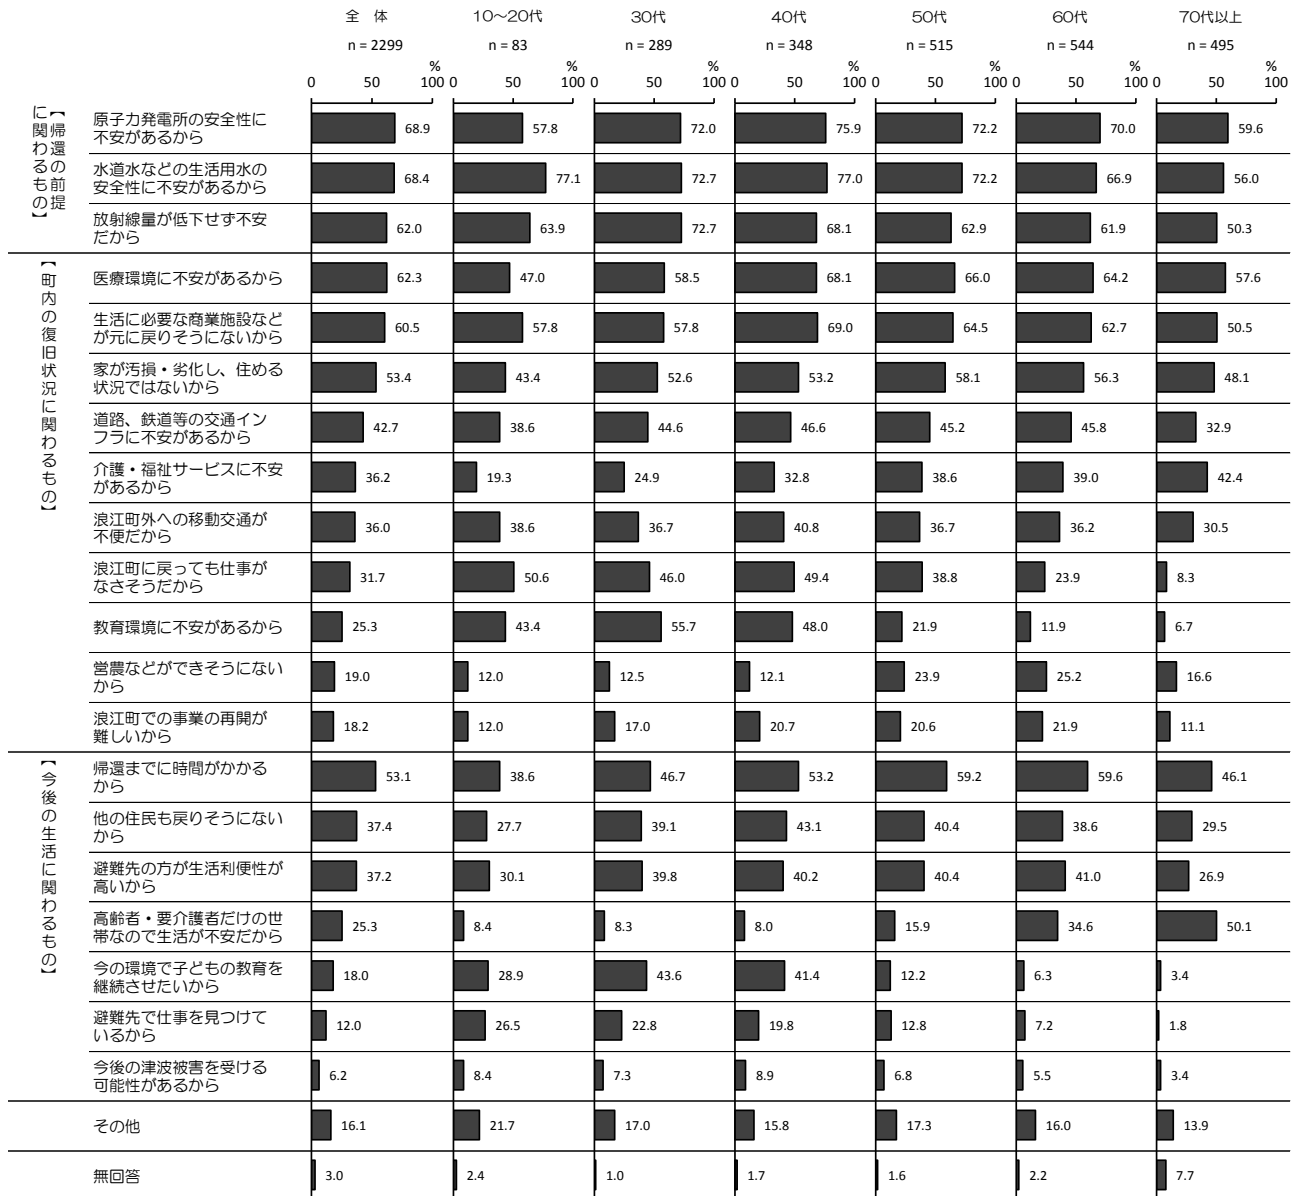 全 体 10～20代 30代 40代 50代 60代 70代以上
n = 2299 n = 83 n = 289 n = 348 n = 515 n = 544 n = 495
% % % % % % %
0 50 100 0 50 100 0 50 100 0 50 100 0 50 100 0 50 100 0 50 100
【帰還の前提
に関わるもの】
原子力発電所の安全性に
不安があるから
68.9 57.8 72.0 75.9 72.2 70.0 59.6
水道水などの生活用水の
安全性に不安があるから
68.4 77.1 72.7 77.0 72.2 66.9 56.0
放射線量が低下せず不安
だから
62.0 63.9 72.7 68.1 62.9 61.9 50.3
【町内の復旧状況に関わるもの】
医療環境に不安があるから
62.3 47.0 58.5 68.1 66.0 64.2 57.6
生活に必要な商業施設など
が元に戻りそうにないから
60.5 57.8 57.8 69.0 64.5 62.7 50.5
家が汚損・劣化し、住める
状況ではないから
53.4 43.4 52.6 53.2 58.1 56.3 48.1
道路、鉄道等の交通イン
フラに不安があるから
42.7 38.6 44.6 46.6 45.2 45.8 32.9
介護・福祉サービスに不安
があるから
36.2 19.3 24.9 32.8 38.6 39.0 42.4
浪江町外への移動交通が
不便だから
36.0 38.6 36.7 40.8 36.7 36.2 30.5
浪江町に戻っても仕事が
なさそうだから
31.7 50.6 46.0 49.4 38.8 23.9 8.3
教育環境に不安があるから
25.3 43.4 55.7 48.0 21.9 11.9 6.7
営農などができそうにない
から
19.0 12.0 12.5 12.1 23.9 25.2 16.6
浪江町での事業の再開が
難しいから
18.2 12.0 17.0 20.7 20.6 21.9 11.1
【今後の生活に関わるもの】
帰還までに時間がかかる
から
53.1 38.6 46.7 53.2 59.2 59.6 46.1
他の住民も戻りそうにない
から
37.4 27.7 39.1 43.1 40.4 38.6 29.5
避難先の方が生活利便性が
高いから
37.2 30.1 39.8 40.2 40.4 41.0 26.9
高齢者・要介護者だけの世
帯なので生活が不安だから
25.3 8.4 8.3 8.0 15.9 34.6 50.1
今の環境で子どもの教育を
継続させたいから
18.0 28.9 43.6 41.4 12.2 6.3 3.4
避難先で仕事を見つけて
いるから
12.0 26.5 22.8 19.8 12.8 7.2 1.8
今後の津波被害を受ける
可能性があるから
6.2 8.4 7.3 8.9 6.8 5.5 3.4
その他
16.1 21.7 17.0 15.8 17.3 16.0 13.9
無回答
3.0 2.4 1.0 1.7 1.6 2.2 7.7